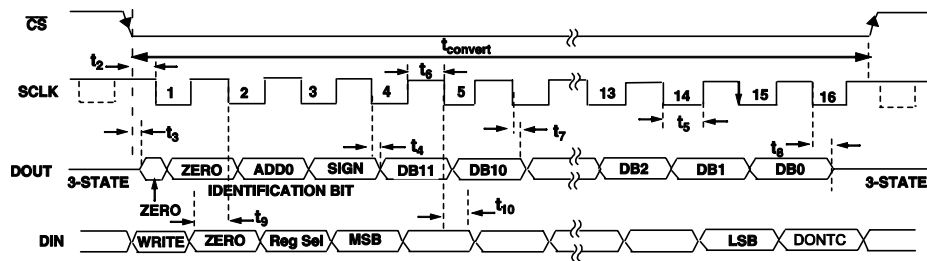 CS
tconvert
t2
t6
SCLK 1 2 3 4 5 13 14 15 16
t3 t4 t7 t5 t8
DOUT ZERO ADD0 SIGN DB11 DB10 DB2 DB1 DB0
3-STATE 3-STATE
IDENTIFICATION BIT
ZERO t9 t10
DIN WRITE ZERO Reg Sel MSB LSB DONTC